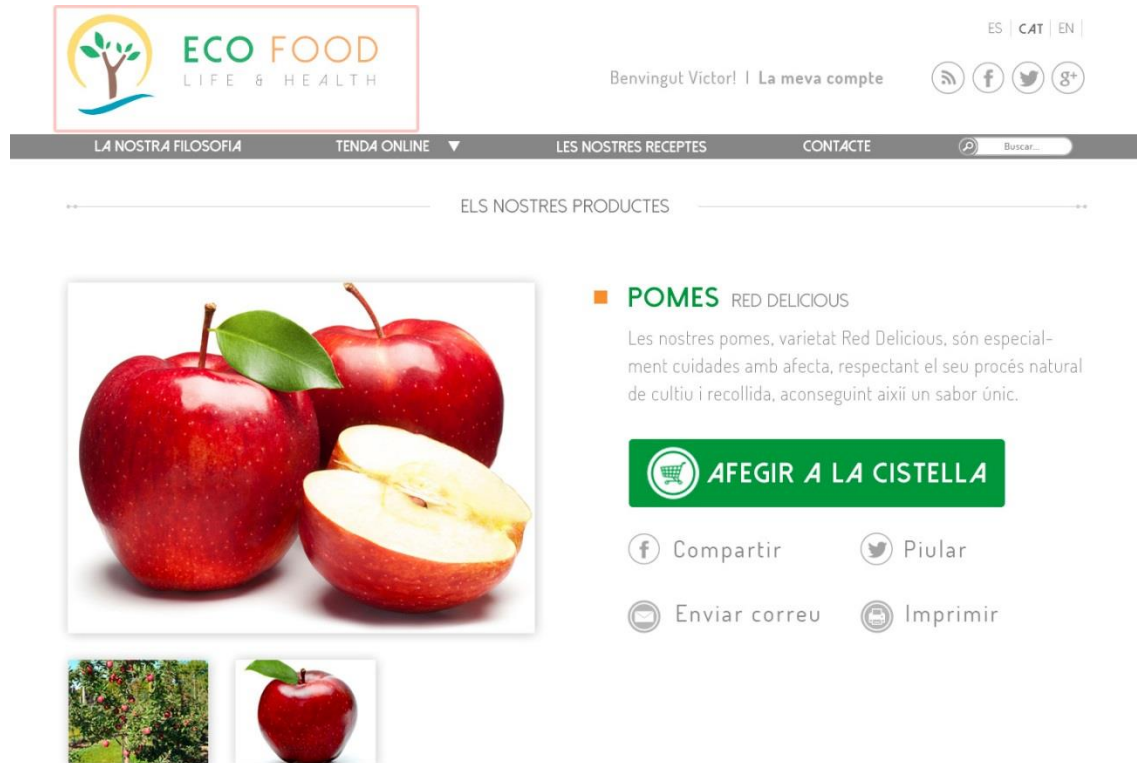 ES | CAT | EN |
ECO FOOD
LIFE & HEALTH
Benvingut Víctor! | La meva compte
LA NOSTRA FILOSOFIA TENDA ONLINE ▼ LES NOSTRES RECEPTES CONTACTE Buscar...
ELS NOSTRES PRODUCTES
POMES RED DELICIOUS
Les nostres pomes, varietat Red Delicious, són especial-
ment cuidades amb afecta, respectant el seu procés natural
de cultiu i recollida, aconseguint aixíi un sabor únic.
AFEGIR A LA CISTELLA
Compartir Piular
Enviar correu Imprimir